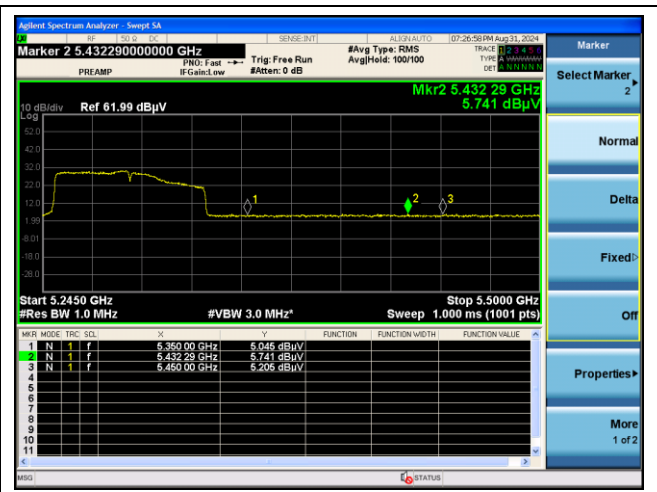 Agilent Spectrum Analyzer - Swept SA
RF 50 Ω DC SENSE:INT ALIGN AUTO 07:26:58 PM Aug 31, 2024
Marker 2 5.432290000000 GHz
PREAMP
PNO: Fast
IFGain:Low
Trig: Free Run
#Atten: 0 dB
#Avg Type: RMS
Avg|Hold: 100/100
TRACE 1 2 3 4 5 6
TYPE A WWWWW
DET A N N N N N
Mkr2 5.432 29 GHz
5.741 dBµV
10 dB/div Ref 61.99 dBµV
Log
52.0
42.0
32.0
22.0
12.0
1.99
-8.01
-18.0
-28.0
1
2
3
Start 5.2450 GHz Stop 5.5000 GHz
#Res BW 1.0 MHz #VBW 3.0 MHz* Sweep 1.000 ms (1001 pts)
MKR MODE TRC SCL X Y FUNCTION FUNCTION WIDTH FUNCTION VALUE
1 N 1 f 5.350 00 GHz 5.045 dBµV
2 N 1 f 5.432 29 GHz 5.741 dBµV
3 N 1 f 5.450 00 GHz 5.205 dBµV
4
5
6
7
8
9
10
11
MSG STATUS
Marker
Select Marker
2
Normal
Delta
Fixed
Off
Properties
More
1 of 2